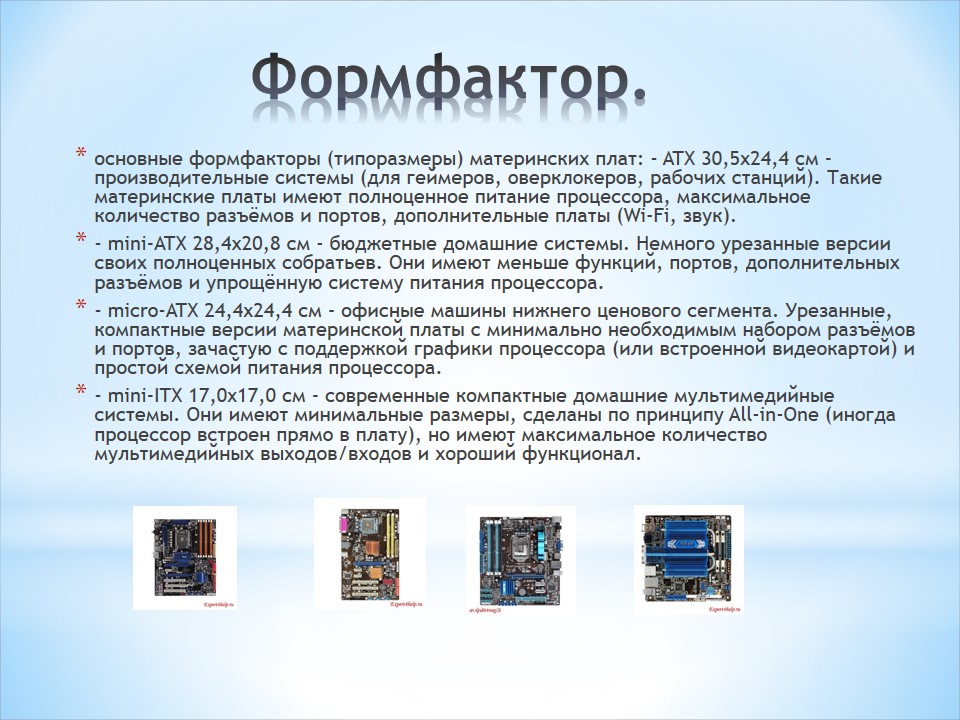 Формфактор.
* основные формфакторы (типоразмеры) материнских плат: - ATX 30,5x24,4 см -
производительные системы (для геймеров, оверклокеров, рабочих станций). Такие
материнские платы имеют полноценное питание процессора, максимальное
количество разъёмов и портов, дополнительные платы (Wi-Fi, звук).
* - mini-ATX 28,4x20,8 см - бюджетные домашние системы. Немного урезанные версии
своих полноценных собратьев. Они имеют меньше функций, портов, дополнительных
разъёмов и упрощённую систему питания процессора.
* - micro-ATX 24,4x24,4 см - офисные машины нижнего ценового сегмента. Урезанные,
компактные версии материнской платы с минимально необходимым набором разъёмов
и портов, зачастую с поддержкой графики процессора (или встроенной видеокартой) и
простой схемой питания процессора.
* - mini-ITX 17,0x17,0 см - современные компактные домашние мультимедийные
системы. Они имеют минимальные размеры, сделаны по принципу All-in-One (иногда
процессор встроен прямо в плату), но имеют максимальное количество
мультимедийных выходов/входов и хороший функционал.
ExpertHelp.ru
ExpertHelp.ru
ExpertHelp.ru